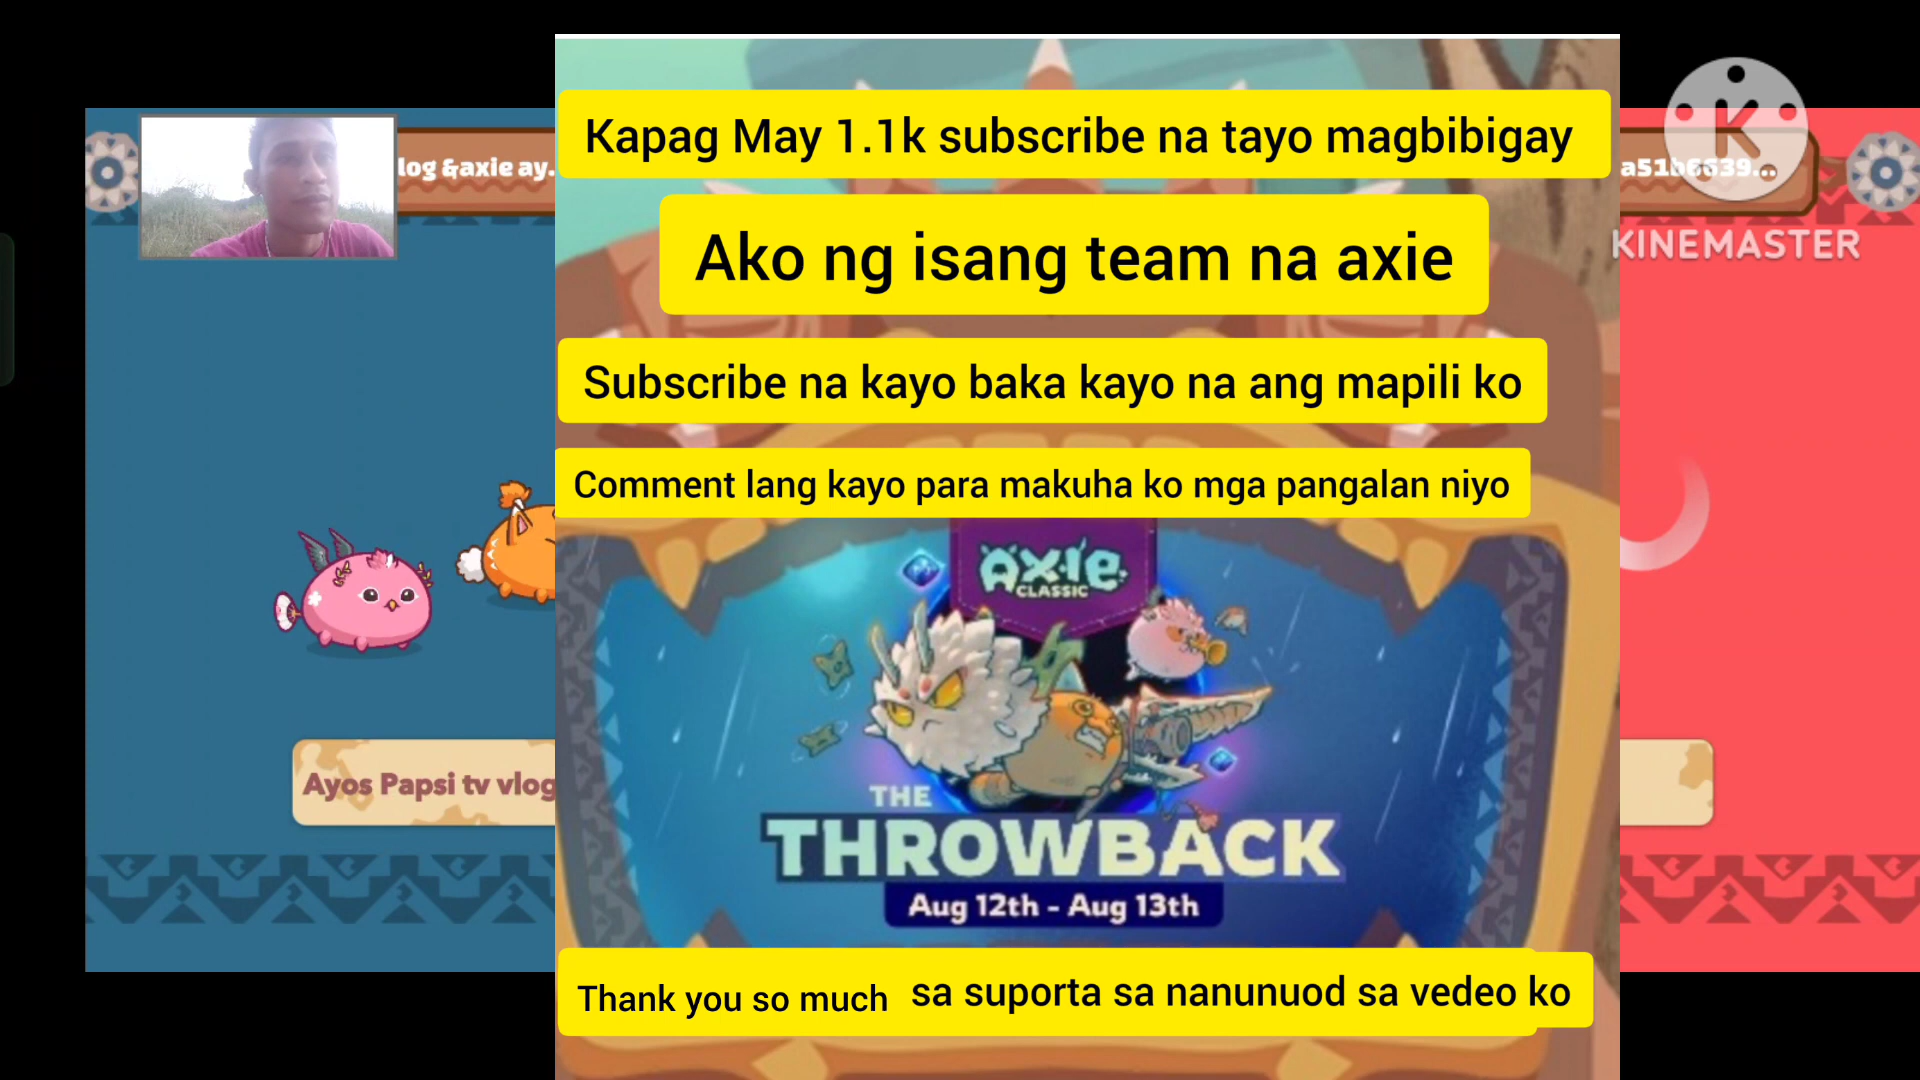 Kapag May 1.1k subscribe na tayo magbibigay
log &axie ay.
a51b6639...
KINEMASTER
Ako ng isang team na axie
Subscribe na kayo baka kayo na ang mapili ko
Comment lang kayo para makuha ko mga pangalan niyo
AXIE
CLASSIC
Ayos Papsi tv vlog
THE
THROWBACK
Aug 12th - Aug 13th
Thank you so much sa suporta sa nanunuod sa vedeo ko